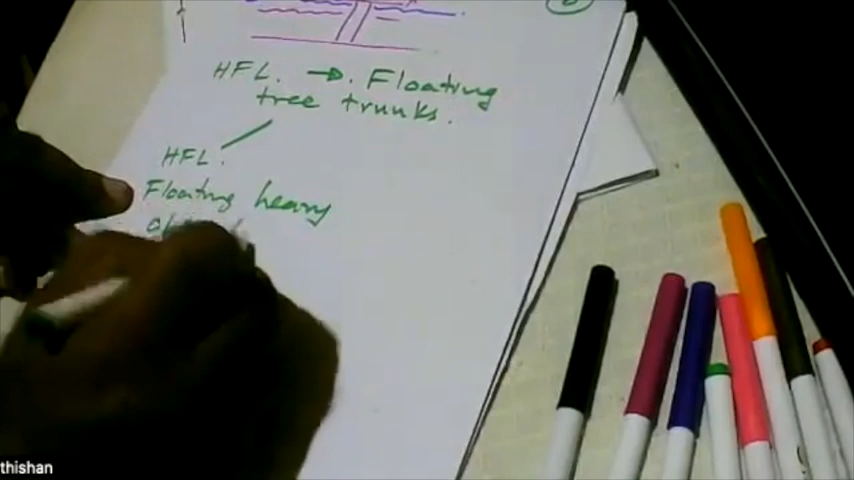 HFL. → . Floating
tree trunks.
HFL.
Floating heavy
thishan